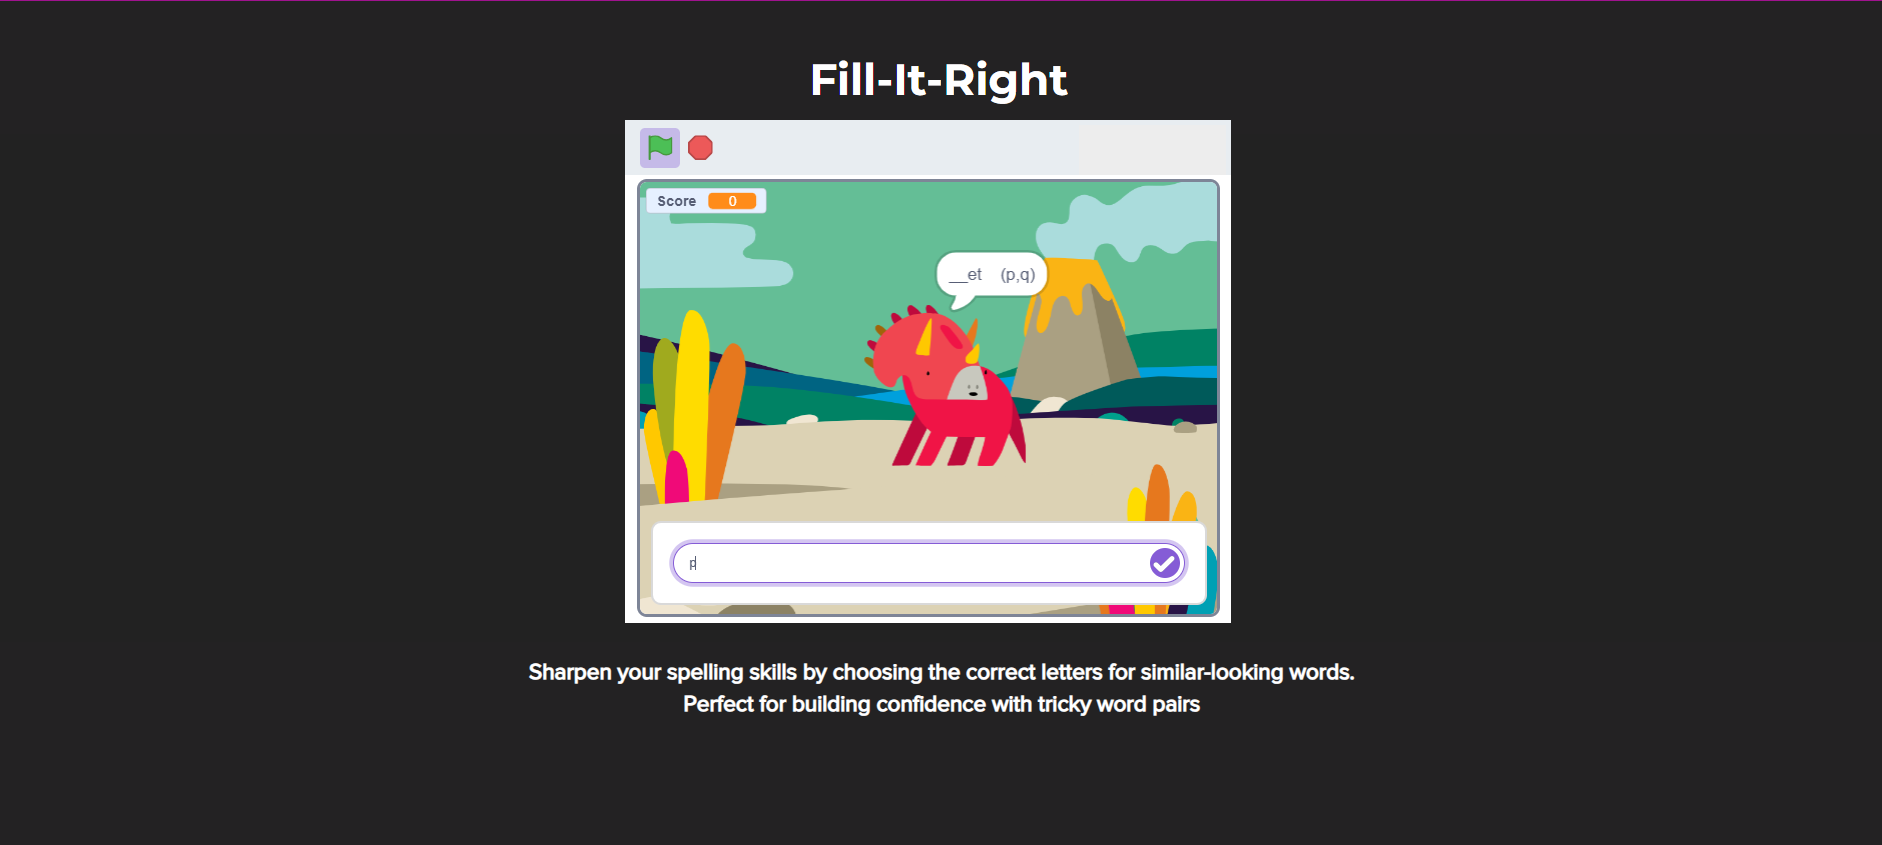 Fill-It-Right
Score 0
__et (p,q)
p
Sharpen your spelling skills by choosing the correct letters for similar-looking words.
Perfect for building confidence with tricky word pairs